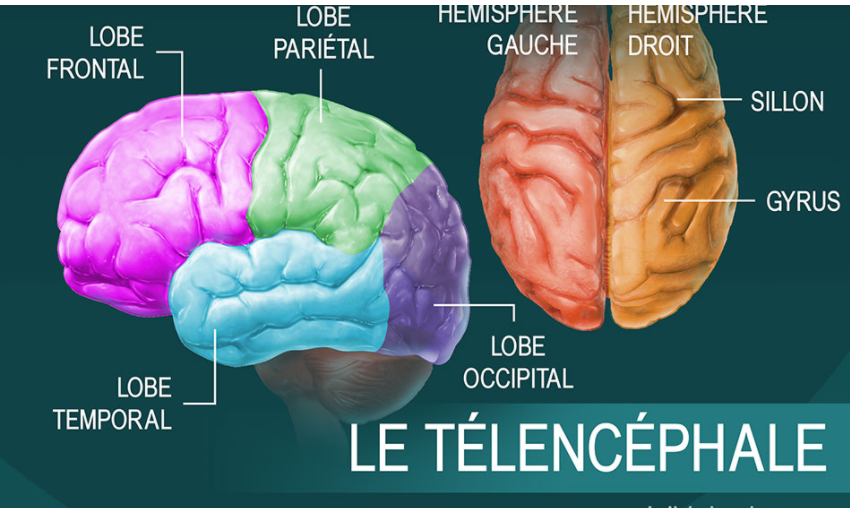 LOBE
FRONTAL
LOBE
PARIÉTAL
HÉMISPHÈRE
GAUCHE
HÉMISPHÈRE
DROIT
SILLON
GYRUS
LOBE
OCCIPITAL
LOBE
TEMPORAL
LE TÉLENCÉPHALE